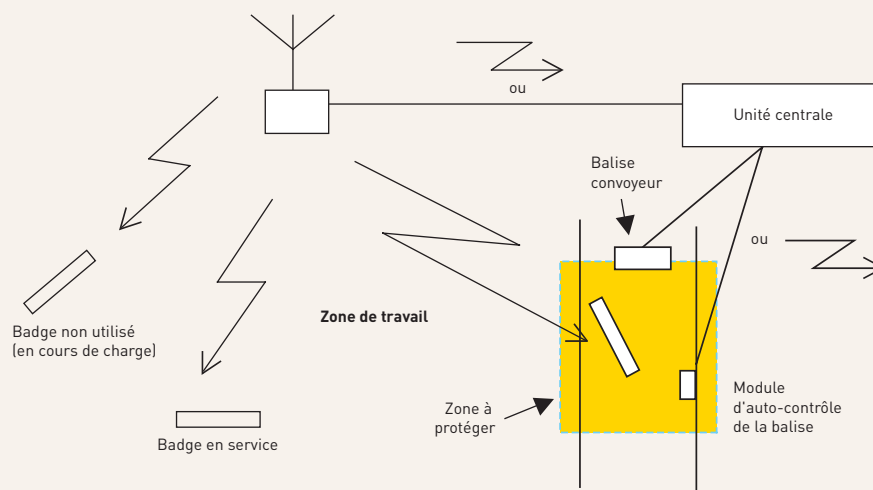 ou
Unité centrale
Balise
convoyeur
ou
Zone de travail
Badge non utilisé
(en cours de charge)
Zone à
protéger
Module
d'auto-contrôle
de la balise
Badge en service